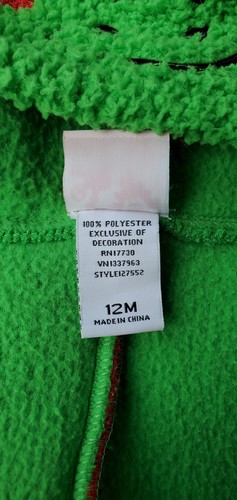 100% POLYESTER
EXCLUSIVE OF
DECORATION
RN17730
VN1337963
STYLE127552
12M
MADE IN CHINA